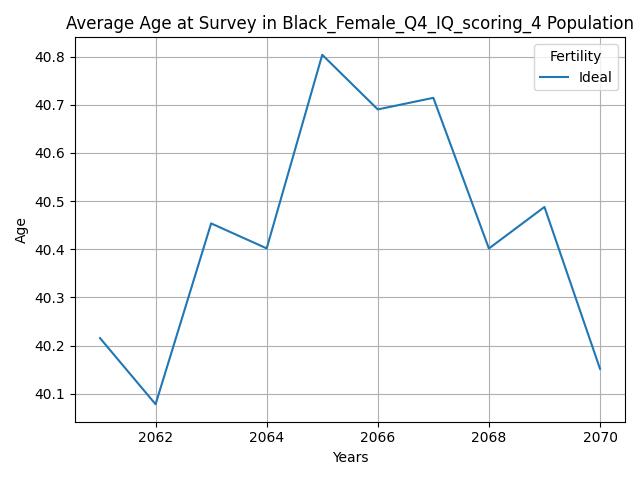 Average Age at Survey in Black_Female_Q4_IQ_scoring_4 Population
Fertility
Ideal
40.8
40.7
40.6
40.5
40.4
40.3
40.2
40.1
Age
2062 2064 2066 2068 2070
Years